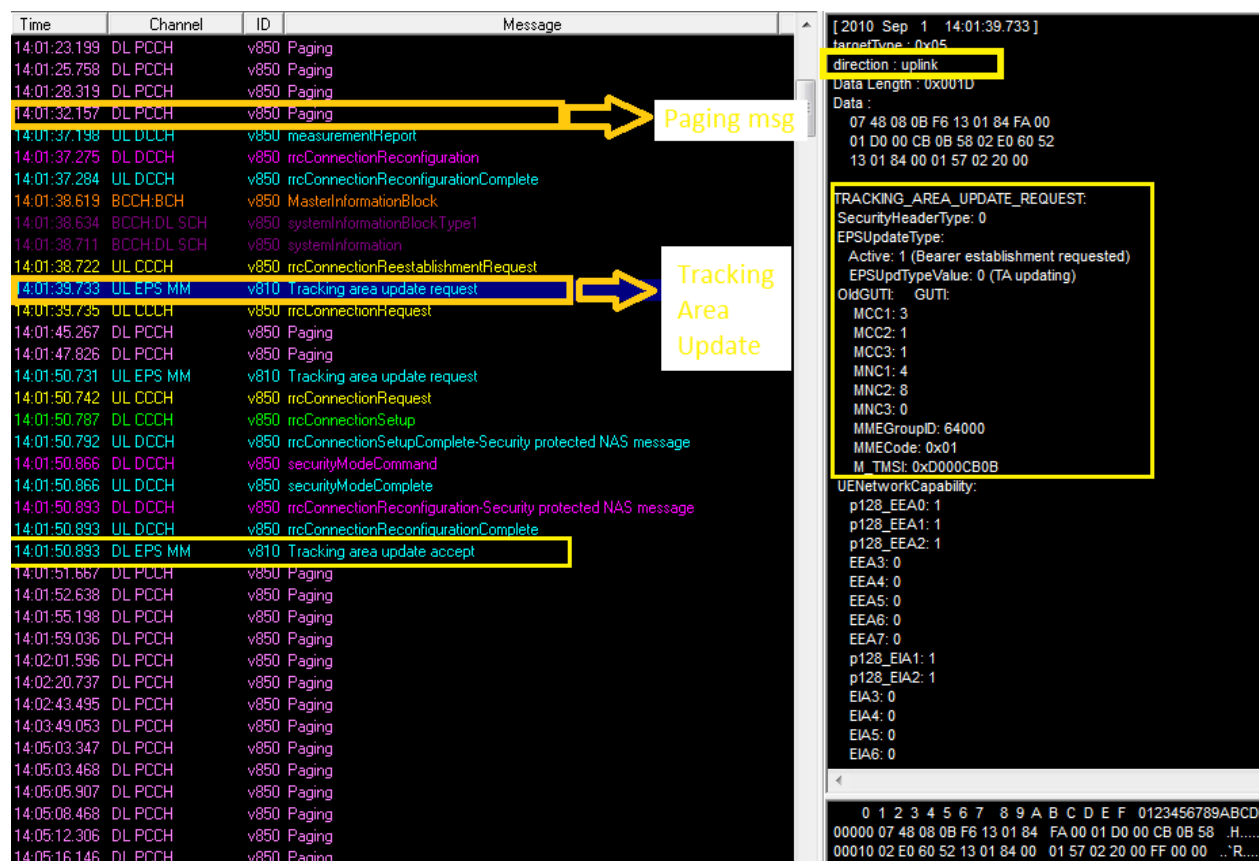 Time Channel ID Message
14:01:23.199 DL PCCH v850 Paging
14:01:25.758 DL PCCH v850 Paging
14:01:28.319 DL PCCH v850 Paging
14:01:32.157 DL PCCH v850 Paging
14:01:37.198 UL DCCH v850 measurementReport
14:01:37.275 DL DCCH v850 rrcConnectionReconfiguration
14:01:37.284 UL DCCH v850 rrcConnectionReconfigurationComplete
14:01:38.619 BCCH:BCH v850 MasterInformationBlock
14:01:38.634 BCCH:DL SCH v850 systemInformationBlockType1
14:01:38.711 BCCH:DL SCH v850 systemInformation
14:01:38.722 UL CCCH v850 rrcConnectionReestablishmentRequest
14:01:39.733 UL EPS MM v810 Tracking area update request
14:01:39.735 UL CCCH v850 rrcConnectionRequest
14:01:45.267 DL PCCH v850 Paging
14:01:47.826 DL PCCH v850 Paging
14:01:50.731 UL EPS MM v810 Tracking area update request
14:01:50.742 UL CCCH v850 rrcConnectionRequest
14:01:50.787 DL CCCH v850 rrcConnectionSetup
14:01:50.792 UL DCCH v850 rrcConnectionSetupComplete-Security protected NAS message
14:01:50.866 DL DCCH v850 securityModeCommand
14:01:50.866 UL DCCH v850 securityModeComplete
14:01:50.893 DL DCCH v850 rrcConnectionReconfiguration-Security protected NAS message
14:01:50.893 UL DCCH v850 rrcConnectionReconfigurationComplete
14:01:50.893 DL EPS MM v810 Tracking area update accept
14:01:51.667 DL PCCH v850 Paging
14:01:52.638 DL PCCH v850 Paging
14:01:55.198 DL PCCH v850 Paging
14:01:59.036 DL PCCH v850 Paging
14:02:01.596 DL PCCH v850 Paging
14:02:20.737 DL PCCH v850 Paging
14:02:43.495 DL PCCH v850 Paging
14:03:49.053 DL PCCH v850 Paging
14:05:03.347 DL PCCH v850 Paging
14:05:03.468 DL PCCH v850 Paging
14:05:05.907 DL PCCH v850 Paging
14:05:08.468 DL PCCH v850 Paging
14:05:12.306 DL PCCH v850 Paging
14:05:16.146 DL PCCH v850 Paging
Paging msg
Tracking
Area
Update
[ 2010 Sep 1 14:01:39.733 ]
targetType : 0x05
direction : uplink
Data Length : 0x001D
Data :
07 48 08 0B F6 13 01 84 FA 00
01 D0 00 CB 0B 58 02 E0 60 52
13 01 84 00 01 57 02 20 00
TRACKING_AREA_UPDATE_REQUEST:
SecurityHeaderType: 0
EPSUpdateType:
Active: 1 (Bearer establishment requested)
EPSUpdTypeValue: 0 (TA updating)
OldGUTI: GUTI:
MCC1: 3
MCC2: 1
MCC3: 1
MNC1: 4
MNC2: 8
MNC3: 0
MMEGroupID: 64000
MMECode: 0x01
M_TMSI: 0xD000CB0B
UENetworkCapability:
p128_EEA0: 1
p128_EEA1: 1
p128_EEA2: 1
EEA3: 0
EEA4: 0
EEA5: 0
EEA6: 0
EEA7: 0
p128_EIA1: 1
p128_EIA2: 1
EIA3: 0
EIA4: 0
EIA5: 0
EIA6: 0
0 1 2 3 4 5 6 7 8 9 A B C D E F 0123456789ABCD
00000 07 48 08 0B F6 13 01 84 FA 00 01 D0 00 CB 0B 58 .H.....
00010 02 E0 60 52 13 01 84 00 01 57 02 20 00 FF 00 00 ..`R....